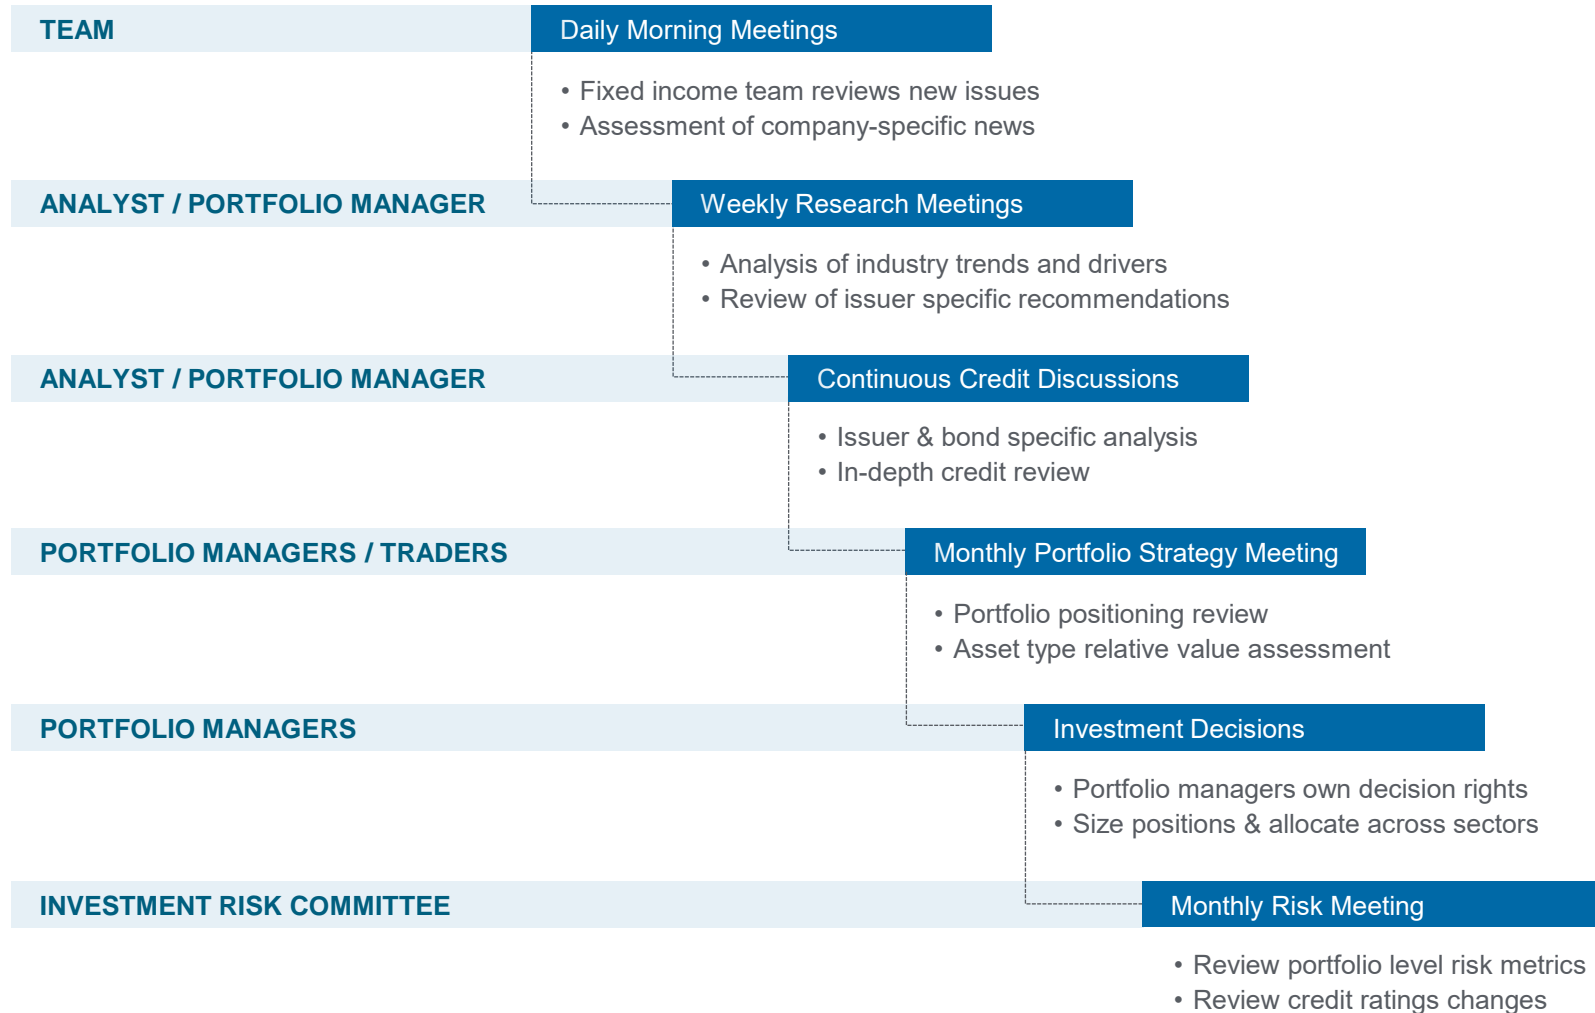 TEAM
Daily Morning Meetings
• Fixed income team reviews new issues
• Assessment of company-specific news
ANALYST / PORTFOLIO MANAGER
Weekly Research Meetings
• Analysis of industry trends and drivers
• Review of issuer specific recommendations
ANALYST / PORTFOLIO MANAGER
Continuous Credit Discussions
• Issuer & bond specific analysis
• In-depth credit review
PORTFOLIO MANAGERS / TRADERS
Monthly Portfolio Strategy Meeting
• Portfolio positioning review
• Asset type relative value assessment
PORTFOLIO MANAGERS
Investment Decisions
• Portfolio managers own decision rights
• Size positions & allocate across sectors
INVESTMENT RISK COMMITTEE
Monthly Risk Meeting
• Review portfolio level risk metrics
• Review credit ratings changes